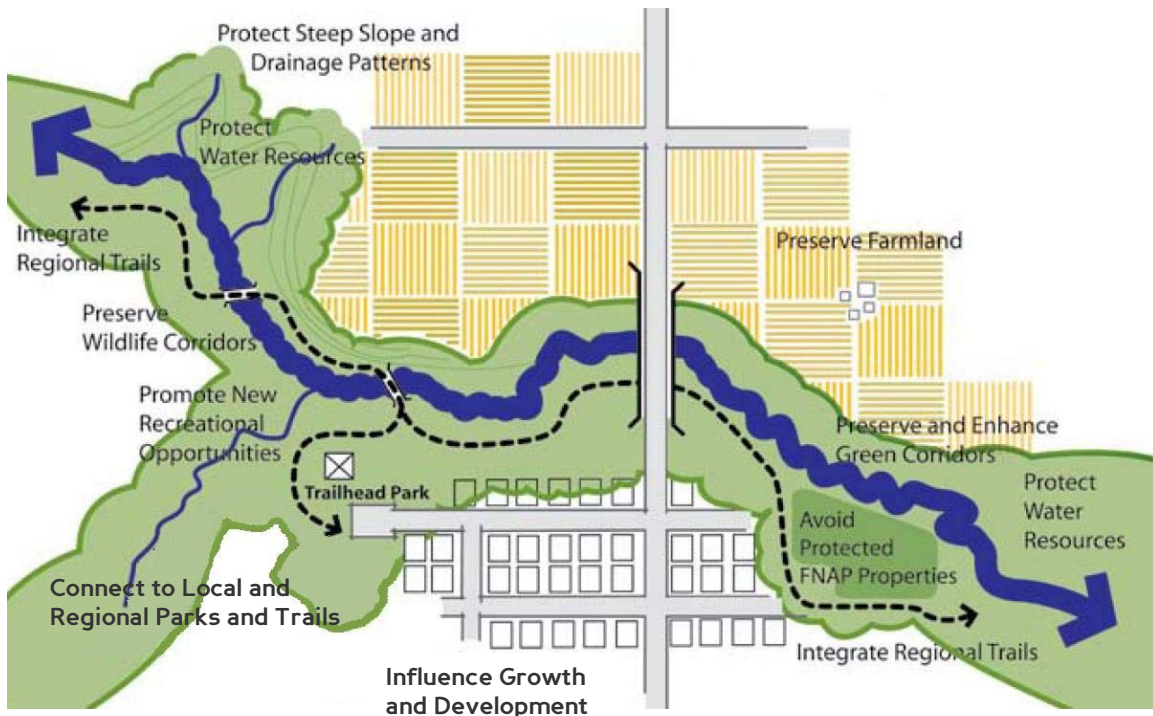 Protect Steep Slope and
Drainage Patterns
Protect
Water Resources
Integrate
Regional Trails
Preserve Farmland
Preserve
Wildlife Corridors
Promote New
Recreational
Opportunities
Preserve and Enhance
Green Corridors
Trailhead Park
Protect
Water
Resources
Avoid
Protected
FNAP Properties
Connect to Local and
Regional Parks and Trails
Integrate Regional Trails
Influence Growth
and Development